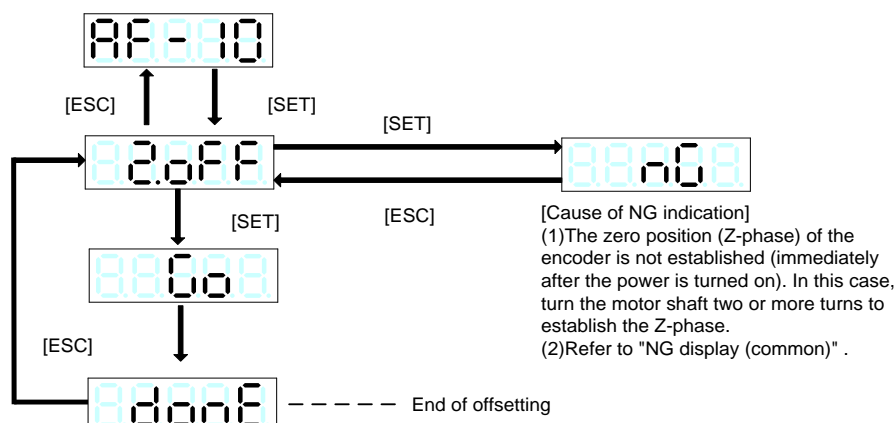 AF-10
[ESC]
[SET]
[SET]
2.oFF
nG
[ESC]
[SET]
[Cause of NG indication]
(1)The zero position (Z-phase) of the
encoder is not established (immediately
after the power is turned on). In this case,
turn the motor shaft two or more turns to
establish the Z-phase.
(2)Refer to "NG display (common)" .
Go
[ESC]
donE
End of offsetting